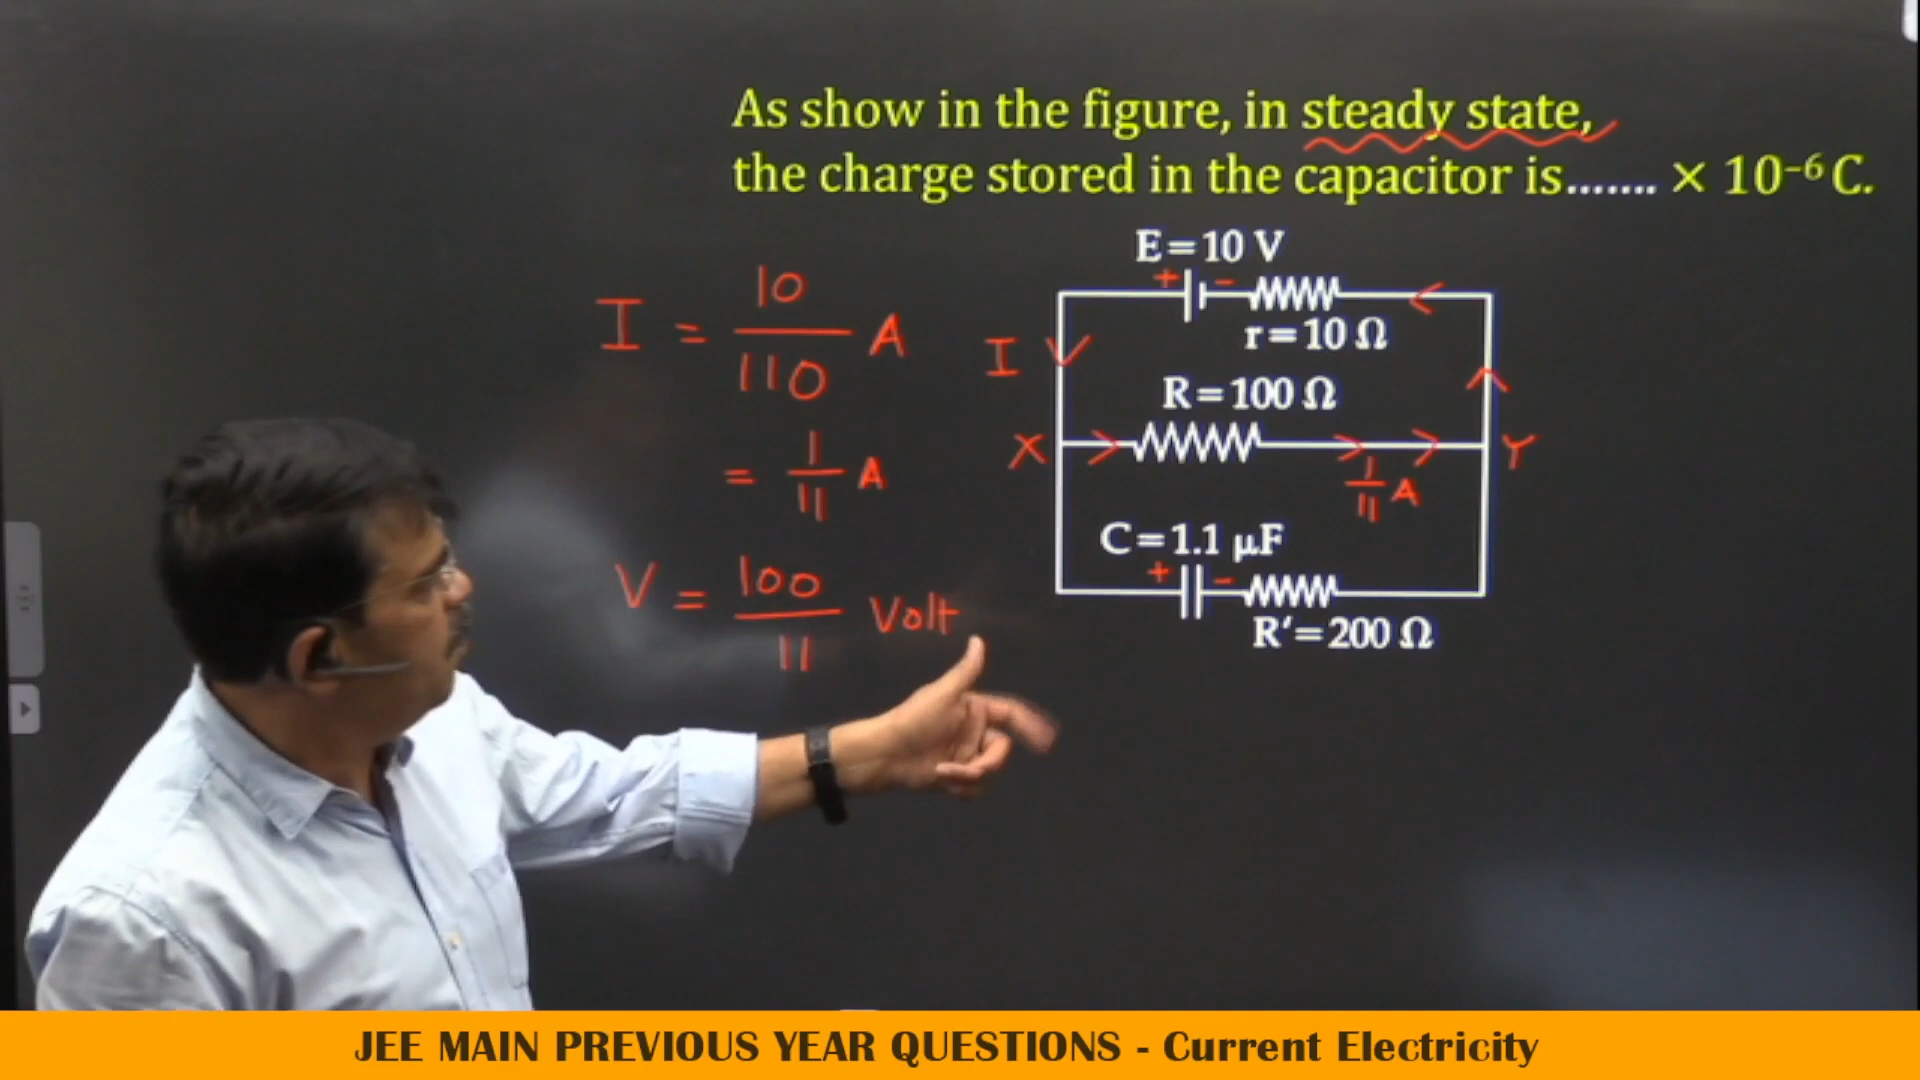 As show in the figure, in steady state,
the charge stored in the capacitor is....... × 10⁻⁶ C.
E = 10 V
+ -
r = 10 Ω
I = 10/110 A
I
R = 100 Ω
X
Y
= 1/11 A
1/11 A
C = 1.1 μF
+ -
V = 100/11 Volt
R′ = 200 Ω
JEE MAIN PREVIOUS YEAR QUESTIONS - Current Electricity